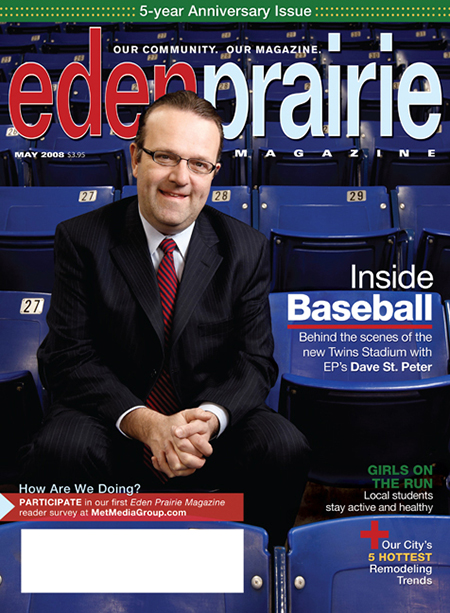 5-year Anniversary Issue
OUR COMMUNITY. OUR MAGAZINE.
edenprairie
MAY 2008 $3.95
MAGAZINE
27
28
29
27
Inside
Baseball
Behind the scenes of the
new Twins Stadium with
EP's Dave St. Peter
GIRLS ON
THE RUN
Local students
stay active and healthy
How Are We Doing?
PARTICIPATE in our first Eden Prairie Magazine
reader survey at MetMediaGroup.com
+Our City's
5 HOTTEST
Remodeling
Trends